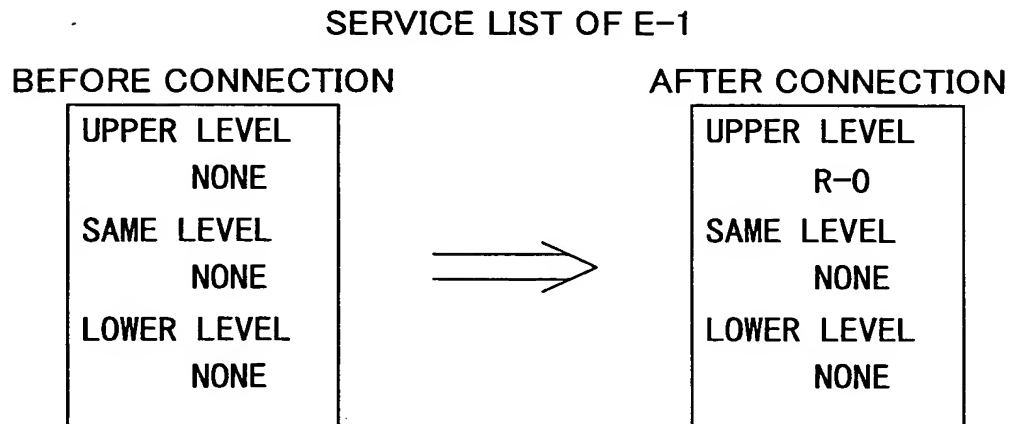 SERVICE LIST OF E-1
BEFORE CONNECTION
UPPER LEVEL
NONE
SAME LEVEL
NONE
LOWER LEVEL
NONE
AFTER CONNECTION
UPPER LEVEL
R-0
SAME LEVEL
NONE
LOWER LEVEL
NONE